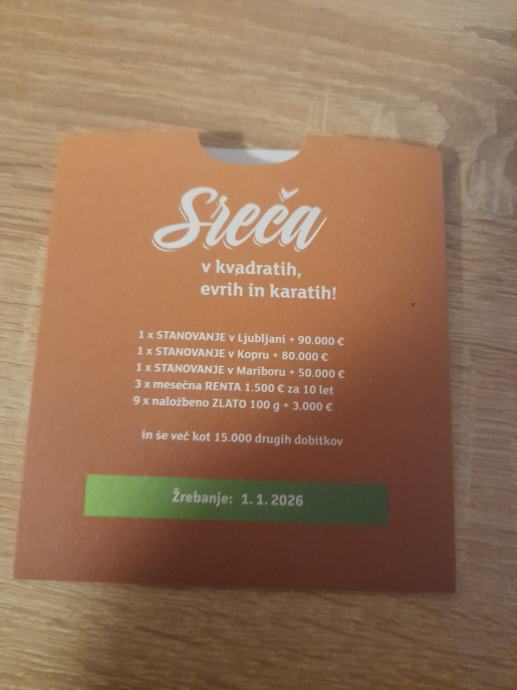 Sreča
v kvadratih,
evrih in karatih!
1 x STANOVANJE v Ljubljani + 90.000 €
1 x STANOVANJE v Kopru + 80.000 €
1 x STANOVANJE v Mariboru + 50.000 €
3 x mesečna RENTA 1.500 € za 10 let
9 x naložbeno ZLATO 100 g + 3.000 €
in še več kot 15.000 drugih dobitkov
Žrebanje: 1. 1. 2026